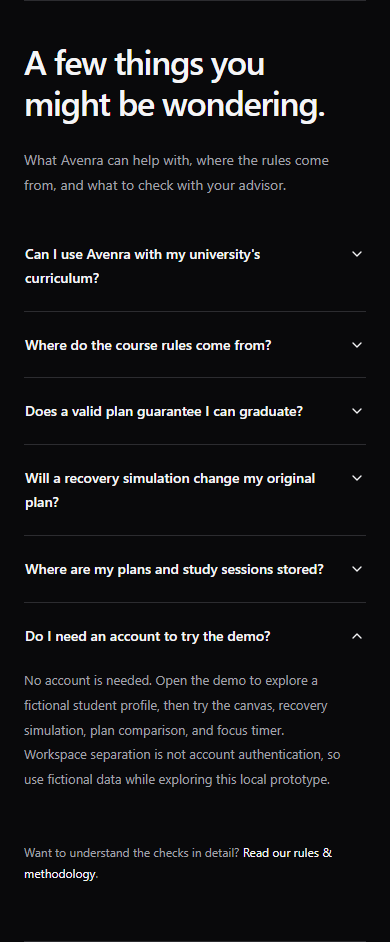 A few things you
might be wondering.
What Avenra can help with, where the rules come
from, and what to check with your advisor.
Can I use Avenra with my university's
curriculum?
Where do the course rules come from?
Does a valid plan guarantee I can graduate?
Will a recovery simulation change my original
plan?
Where are my plans and study sessions stored?
Do I need an account to try the demo?
No account is needed. Open the demo to explore a
fictional student profile, then try the canvas, recovery
simulation, plan comparison, and focus timer.
Workspace separation is not account authentication, so
use fictional data while exploring this local prototype.
Want to understand the checks in detail? Read our rules &
methodology.